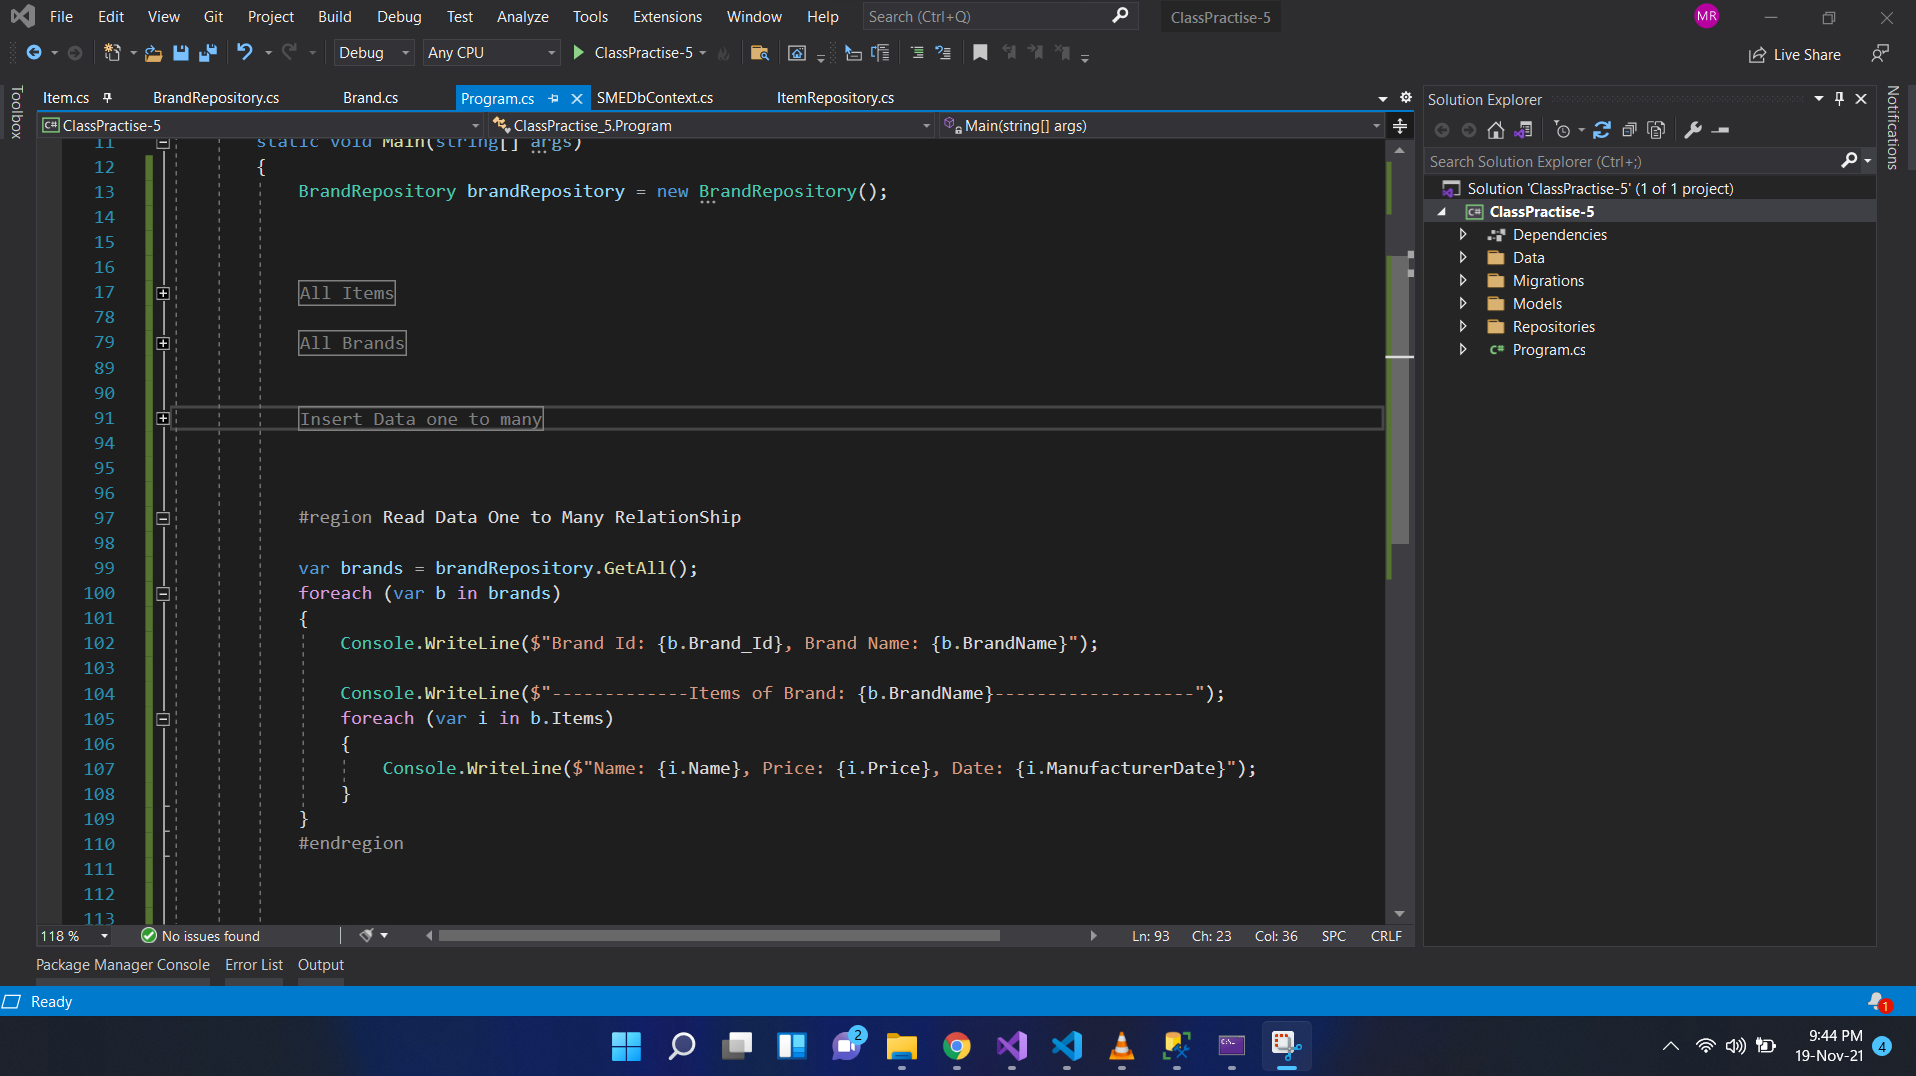 File Edit View Git Project Build Debug Test Analyze Tools Extensions Window Help Search (Ctrl+Q) ClassPractise-5 MR
Debug Any CPU ClassPractise-5 Live Share
Toolbox
Item.cs BrandRepository.cs Brand.cs Program.cs SMEDbContext.cs ItemRepository.cs
ClassPractise-5 ClassPractise_5.Program Main(string[] args)
11 static void Main(string[] args)
12 {
13 BrandRepository brandRepository = new BrandRepository();
14
15
16
17 All Items
78
79 All Brands
89
90
91 Insert Data one to many
94
95
96
97 #region Read Data One to Many RelationShip
98
99 var brands = brandRepository.GetAll();
100 foreach (var b in brands)
101 {
102 Console.WriteLine($"Brand Id: {b.Brand_Id}, Brand Name: {b.BrandName}");
103
104 Console.WriteLine($"-------------Items of Brand: {b.BrandName}-------------------");
105 foreach (var i in b.Items)
106 {
107 Console.WriteLine($"Name: {i.Name}, Price: {i.Price}, Date: {i.ManufacturerDate}");
108 }
109 }
110 #endregion
111
112
113
118 % No issues found Ln: 93 Ch: 23 Col: 36 SPC CRLF
Solution Explorer
Search Solution Explorer (Ctrl+;)
Solution 'ClassPractise-5' (1 of 1 project)
C# ClassPractise-5
Dependencies
Data
Migrations
Models
Repositories
C# Program.cs
Notifications
Package Manager Console Error List Output
Ready 1
2
9:44 PM
19-Nov-21 4